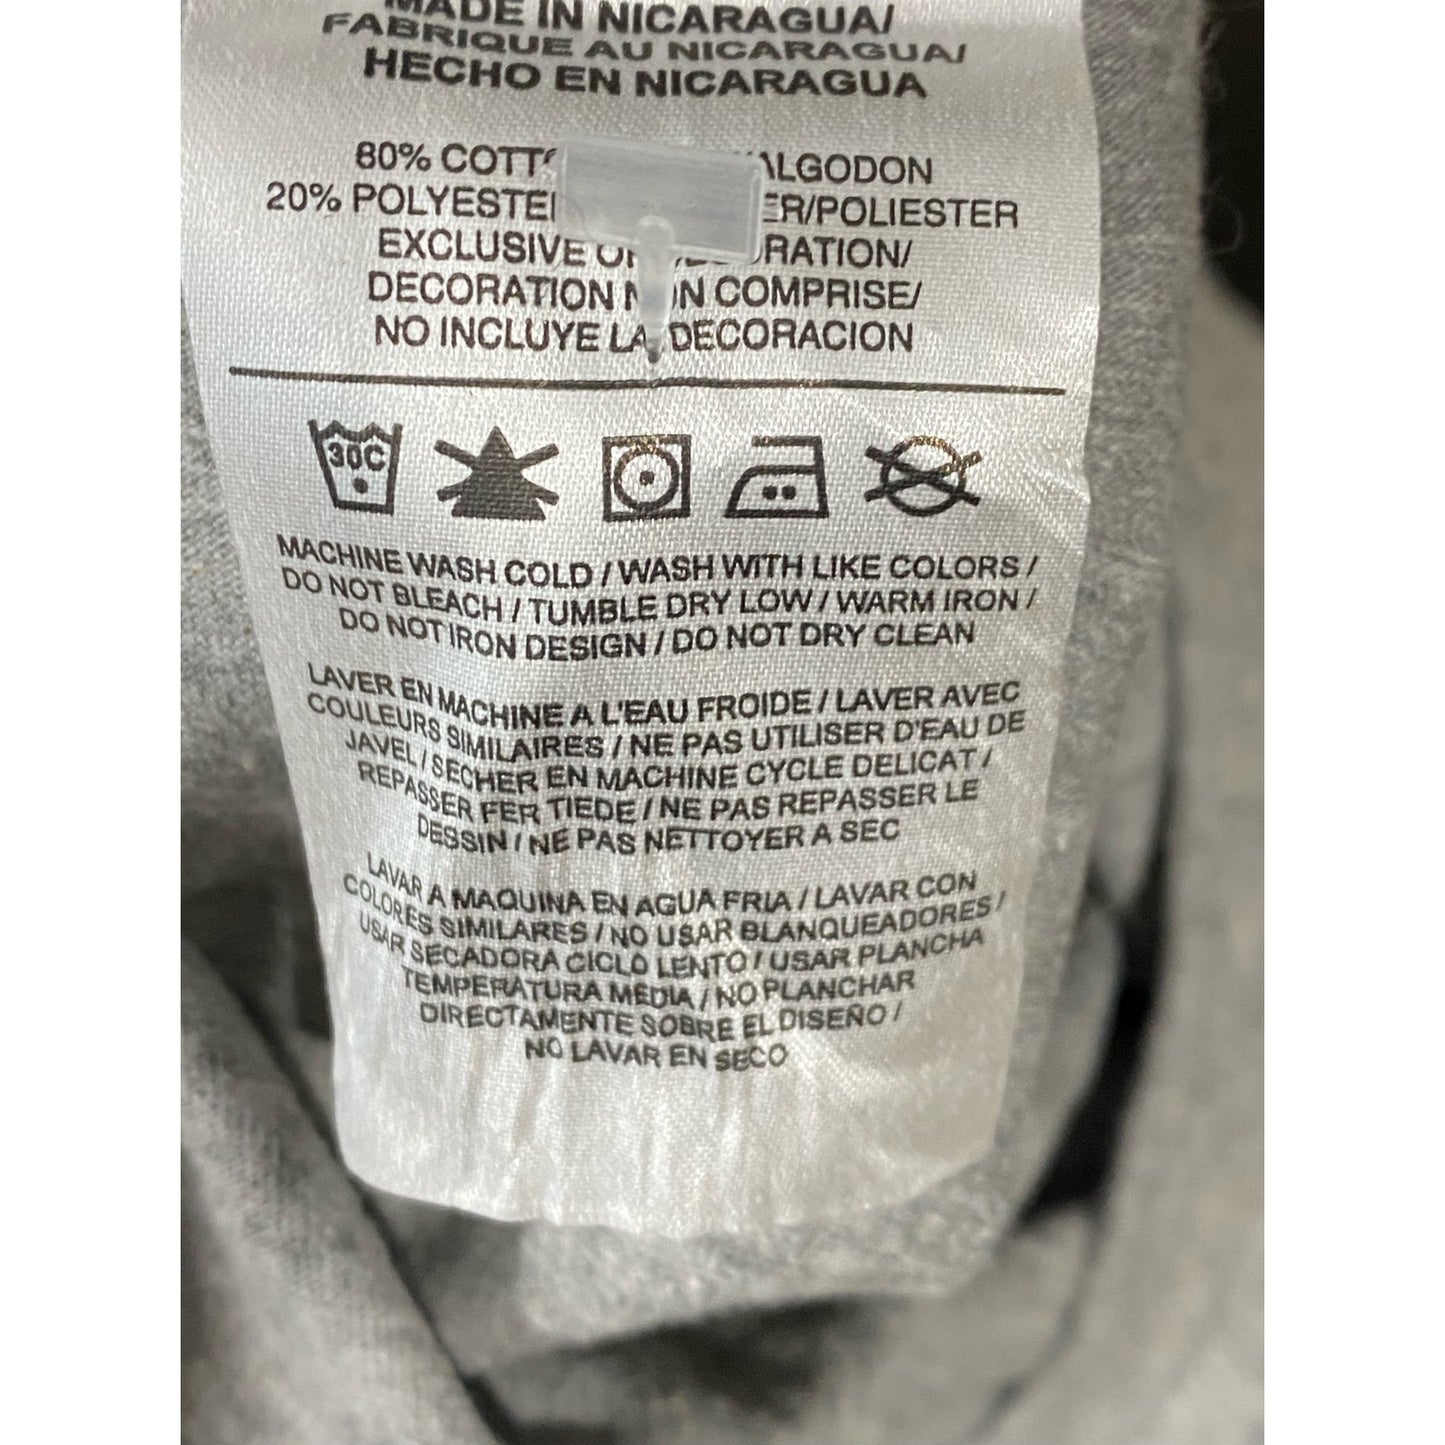 MADE IN NICARAGUA/
FABRIQUE AU NICARAGUA/
HECHO EN NICARAGUA
80% COTT ALGODON
20% POLYESTE ER/POLIESTER
EXCLUSIVE O RATION/
DECORATION N N COMPRISE/
NO INCLUYE LA DECORACION
30C
MACHINE WASH COLD / WASH WITH LIKE COLORS /
DO NOT BLEACH / TUMBLE DRY LOW / WARM IRON /
DO NOT IRON DESIGN / DO NOT DRY CLEAN
LAVER EN MACHINE A L'EAU FROIDE / LAVER AVEC
COULEURS SIMILAIRES / NE PAS UTILISER D'EAU DE
JAVEL / SECHER EN MACHINE CYCLE DELICAT /
REPASSER FER TIEDE / NE PAS REPASSER LE
DESSIN / NE PAS NETTOYER A SEC
LAVAR A MAQUINA EN AGUA FRIA / LAVAR CON
COLORES SIMILARES / NO USAR BLANQUEADORES /
USAR SECADORA CICLO LENTO / USAR PLANCHA
TEMPERATURA MEDIA / NO PLANCHAR
DIRECTAMENTE SOBRE EL DISEÑO /
NO LAVAR EN SECO